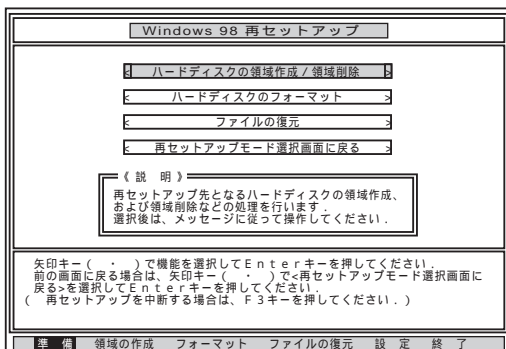 Windows 98 再セットアップ
< ハードディスクの領域作成/領域削除 >
< ハードディスクのフォーマット >
< ファイルの復元 >
< 再セットアップモード選択画面に戻る >
《説 明》
再セットアップ先となるハードディスクの領域作成、
および領域削除などの処理を行います.
選択後は、メッセージに従って操作してください.
矢印キー( ・ )で機能を選択してEnterキーを押してください.
前の画面に戻る場合は、矢印キー( ・ )で<再セットアップモード選択画面に
戻る>を選択してEnterキーを押してください.
( 再セットアップを中断する場合は、F3キーを押してください.)
準 備 領域の作成 フォーマット ファイルの復元 設 定 終 了